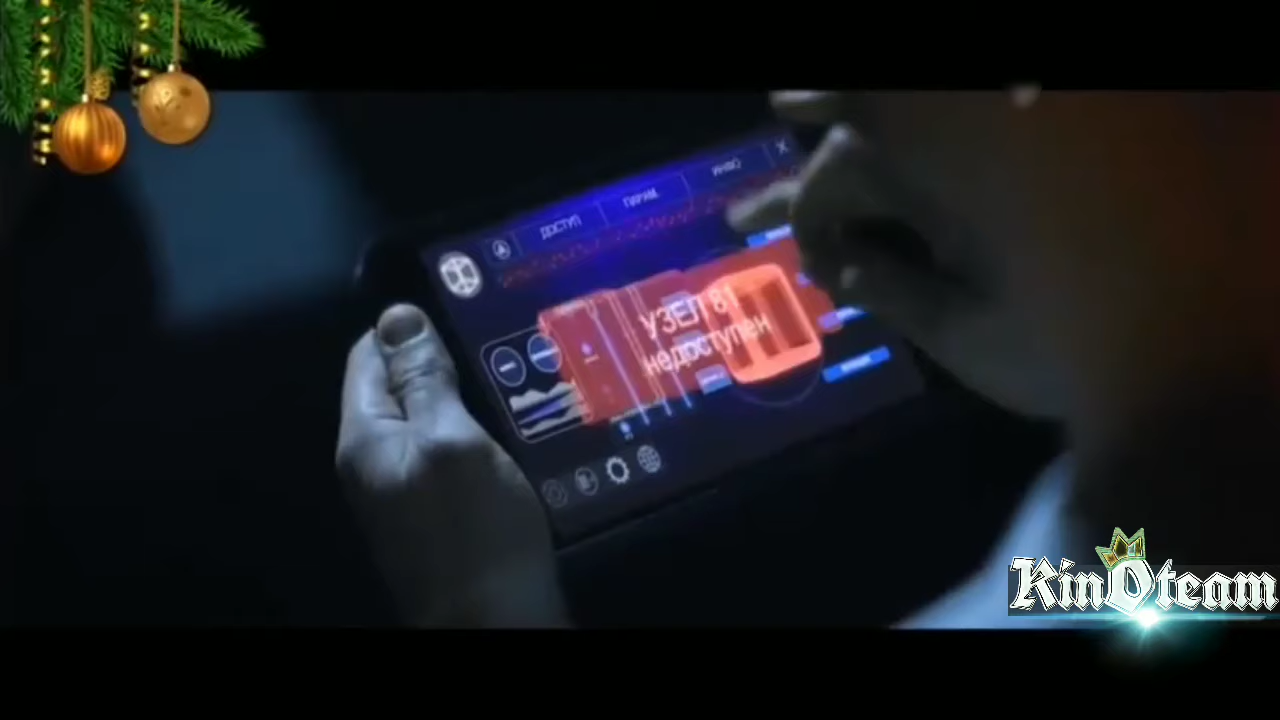 ДОСТУП
ПАРАМ.
ИНФО
УЗЕЛ 81
недоступен
KinOteam